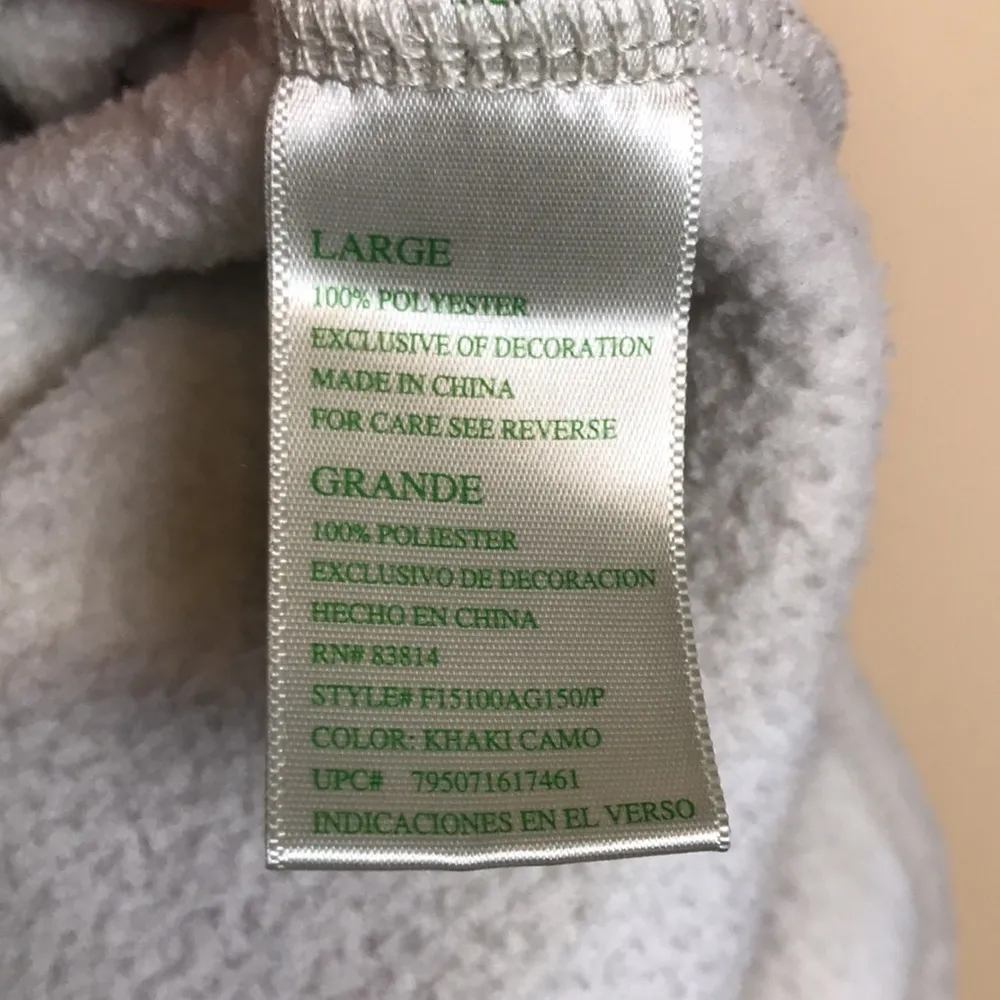 LARGE
100% POLYESTER
EXCLUSIVE OF DECORATION
MADE IN CHINA
FOR CARE SEE REVERSE
GRANDE
100% POLIESTER
EXCLUSIVO DE DECORACION
HECHO EN CHINA
RN# 83814
STYLE# F15100AG150/P
COLOR: KHAKI CAMO
UPC# 795071617461
INDICACIONES EN EL VERSO